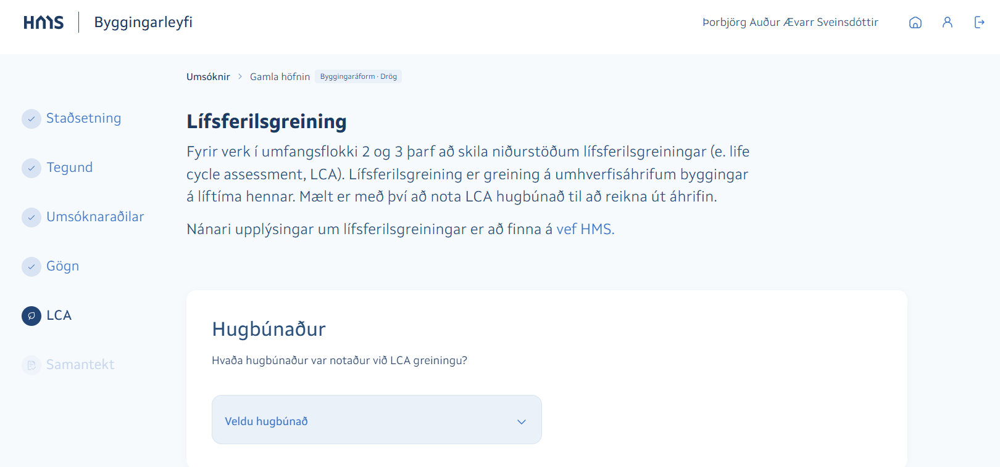 HMS
Byggingarleyfi
Þorbjörg Auður Ævarr Sveinsdóttir
Umsóknir > Gamla höfnin Byggingaráform · Drög
Staðsetning
Tegund
Umsóknaraðilar
Gögn
LCA
Samantekt
Lífsferilsgreining
Fyrir verk í umfangsflokki 2 og 3 þarf að skila niðurstöðum lífsferilsgreiningar (e. life
cycle assessment, LCA). Lífsferilsgreining er greining á umhverfisáhrifum byggingar
á líftíma hennar. Mælt er með því að nota LCA hugbúnað til að reikna út áhrifin.
Nánari upplýsingar um lífsferilsgreiningar er að finna á vef HMS.
Hugbúnaður
Hvaða hugbúnaður var notaður við LCA greiningu?
Veldu hugbúnað